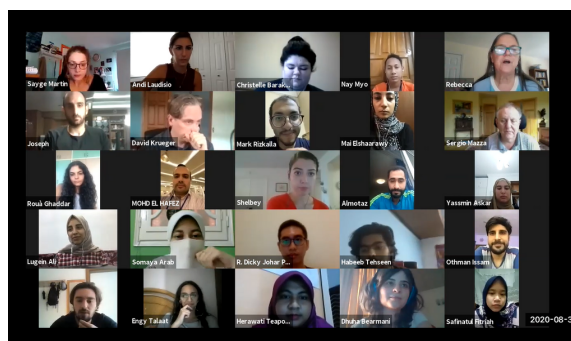 Sayge Martin
Andi Laudisio
Christelle Barak...
Nay Myo
Rebecca
Joseph
David Krueger
Mark Rizkalla
Mai Elshaarawy
Sergio Mazza
Rouà Ghaddar
MOHD EL HAFEZ
Shelbey
Almotaz
Yassmin Askar
Lugein Ali
Somaya Arab
R. Dicky Johar P...
Habeeb Tehseen
Othman Issam
Engy Talaat
Herawati Teapo...
Dhuha Bearmani
Safinatul Fitriah
2020-08-3